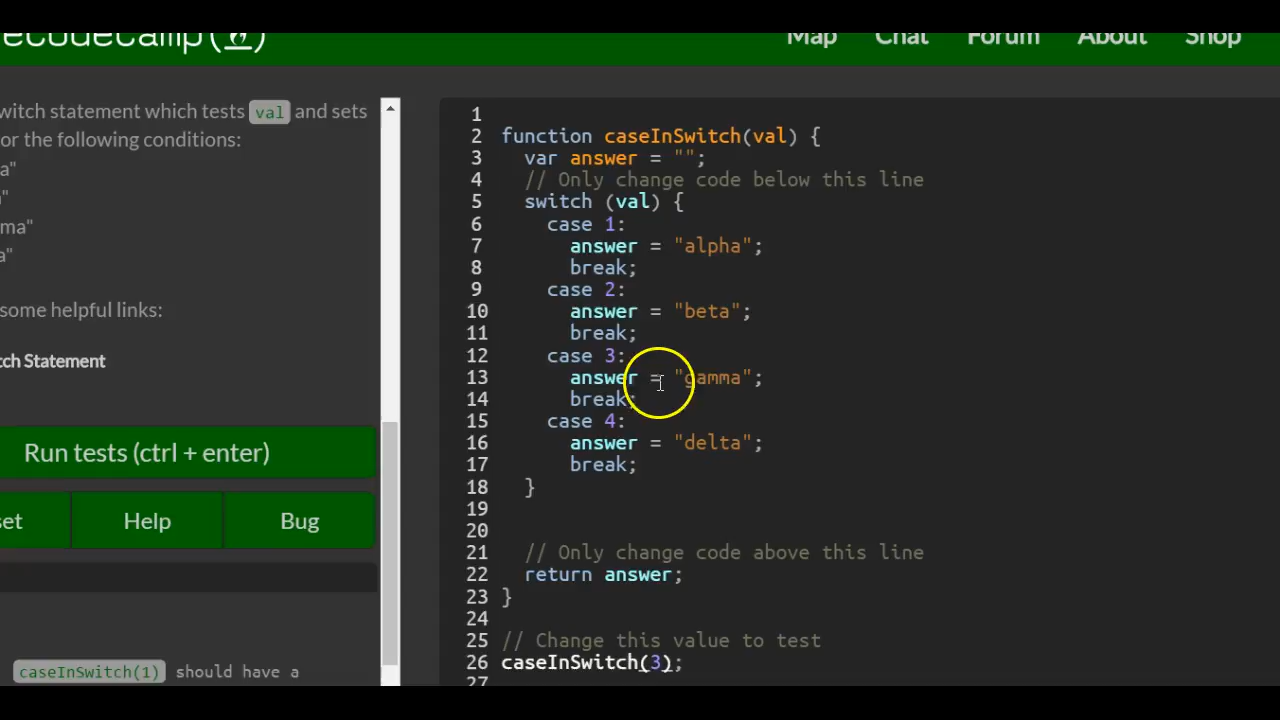 ecodecamp(
Map Chat Forum About Shop
witch statement which tests val and sets
or the following conditions:
a"
"
ma"
a"
some helpful links:
tch Statement
Run tests (ctrl + enter)
set Help Bug
caseInSwitch(1) should have a
1
2 function caseInSwitch(val) {
3 var answer = "";
4 // Only change code below this line
5 switch (val) {
6 case 1:
7 answer = "alpha";
8 break;
9 case 2:
10 answer = "beta";
11 break;
12 case 3:
13 answer = "gamma";
14 break;
15 case 4:
16 answer = "delta";
17 break;
18 }
19
20
21 // Only change code above this line
22 return answer;
23 }
24
25 // Change this value to test
26 caseInSwitch(3);
27